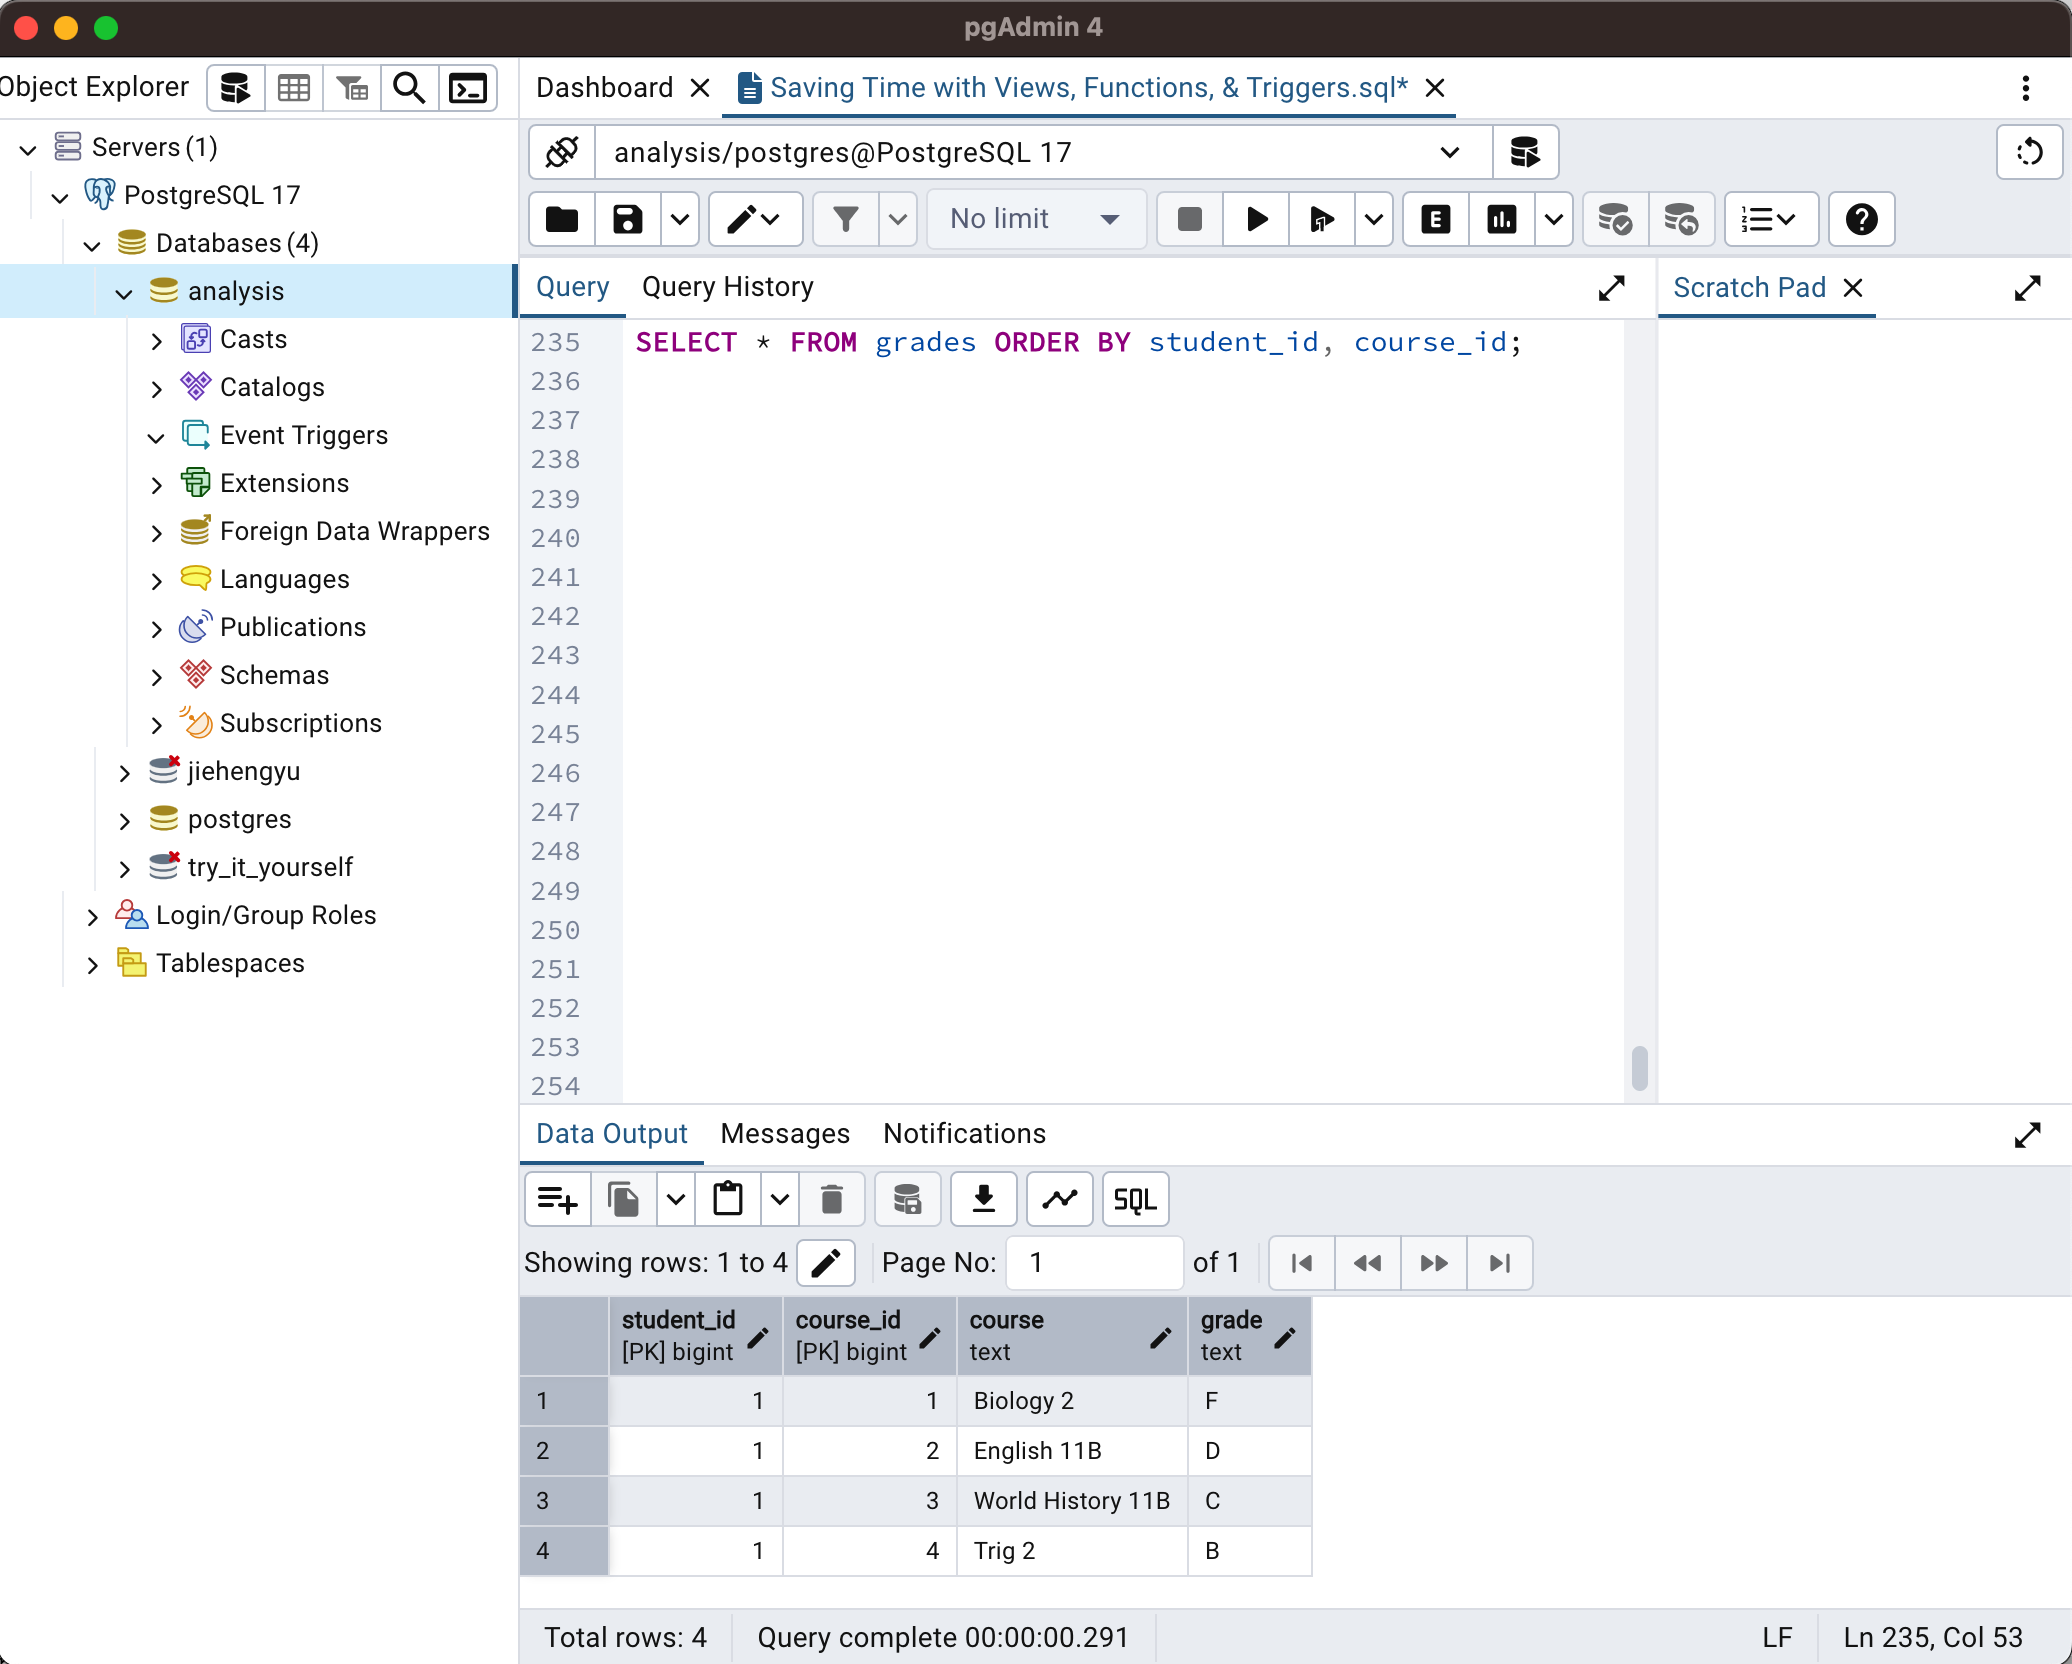 pgAdmin 4
Object Explorer
Dashboard
Saving Time with Views, Functions, & Triggers.sql*
Servers (1)
PostgreSQL 17
Databases (4)
analysis
Casts
Catalogs
Event Triggers
Extensions
Foreign Data Wrappers
Languages
Publications
Schemas
Subscriptions
jiehengyu
postgres
try_it_yourself
Login/Group Roles
Tablespaces
analysis/postgres@PostgreSQL 17
No limit
E
SQL
Query
Query History
Scratch Pad
235 SELECT * FROM grades ORDER BY student_id, course_id;
236
237
238
239
240
241
242
243
244
245
246
247
248
249
250
251
252
253
254
Data Output
Messages
Notifications
Showing rows: 1 to 4
Page No: 1 of 1
student_id course_id course grade
[PK] bigint [PK] bigint text text
1 1 1 Biology 2 F
2 1 2 English 11B D
3 1 3 World History 11B C
4 1 4 Trig 2 B
Total rows: 4
Query complete 00:00:00.291
LF
Ln 235, Col 53